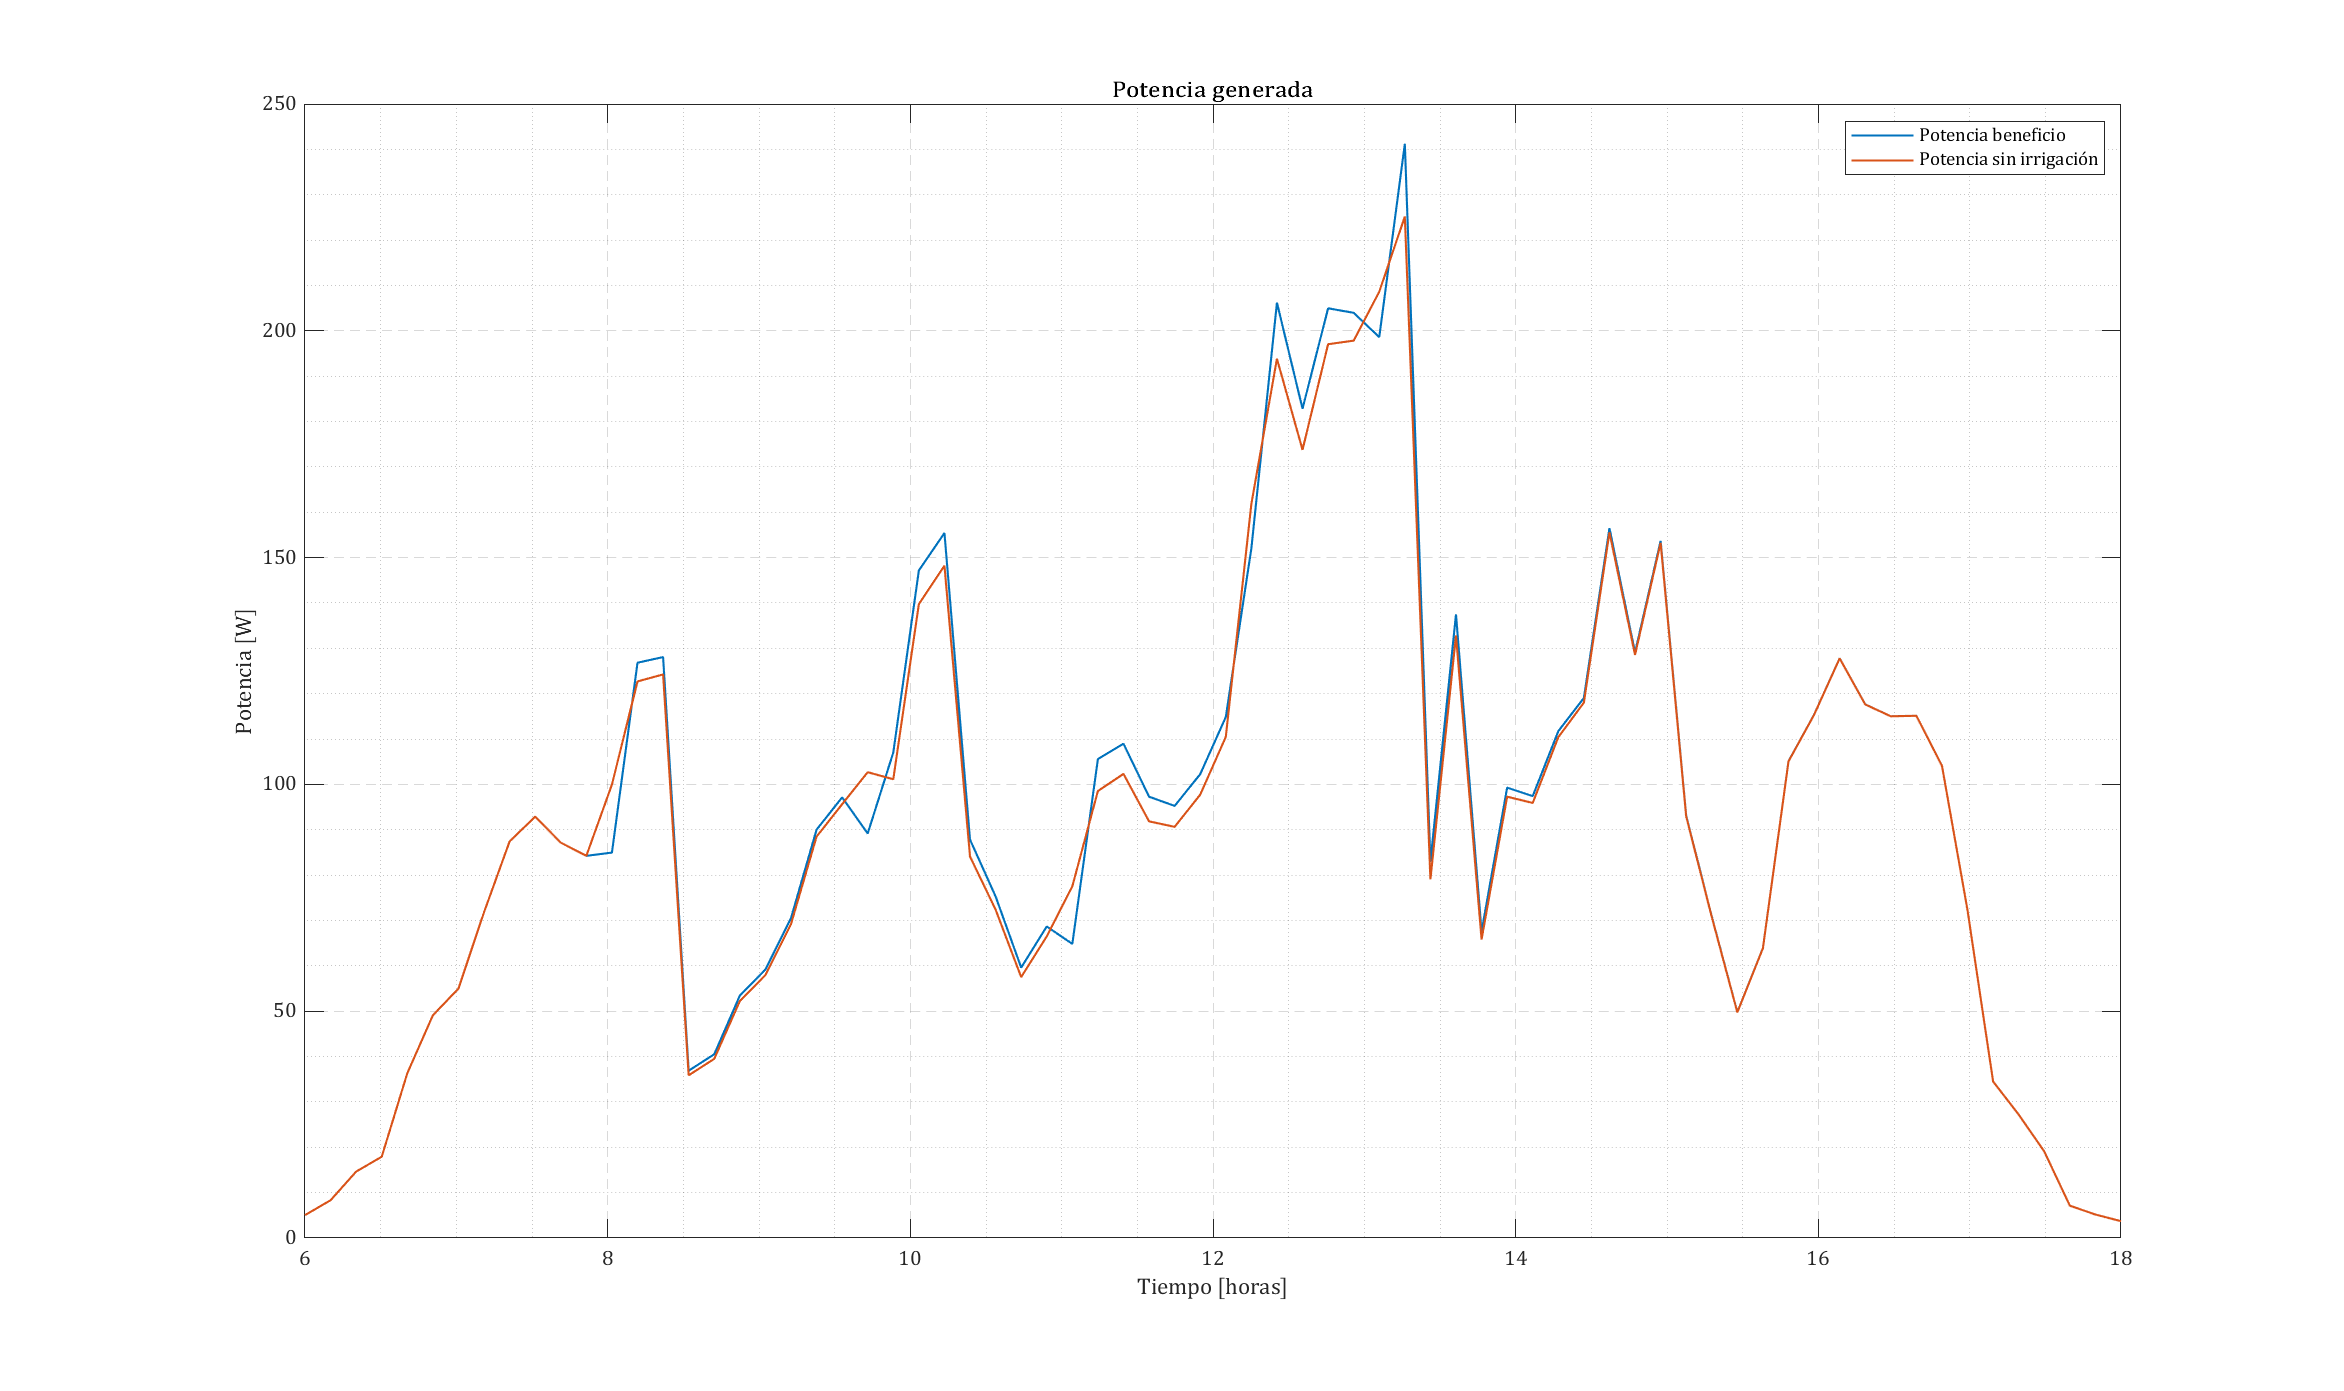 Potencia generada
250
200
150
100
50
0
Potencia [W]
Potencia beneficio
Potencia sin irrigación
6 8 10 12 14 16 18
Tiempo [horas]